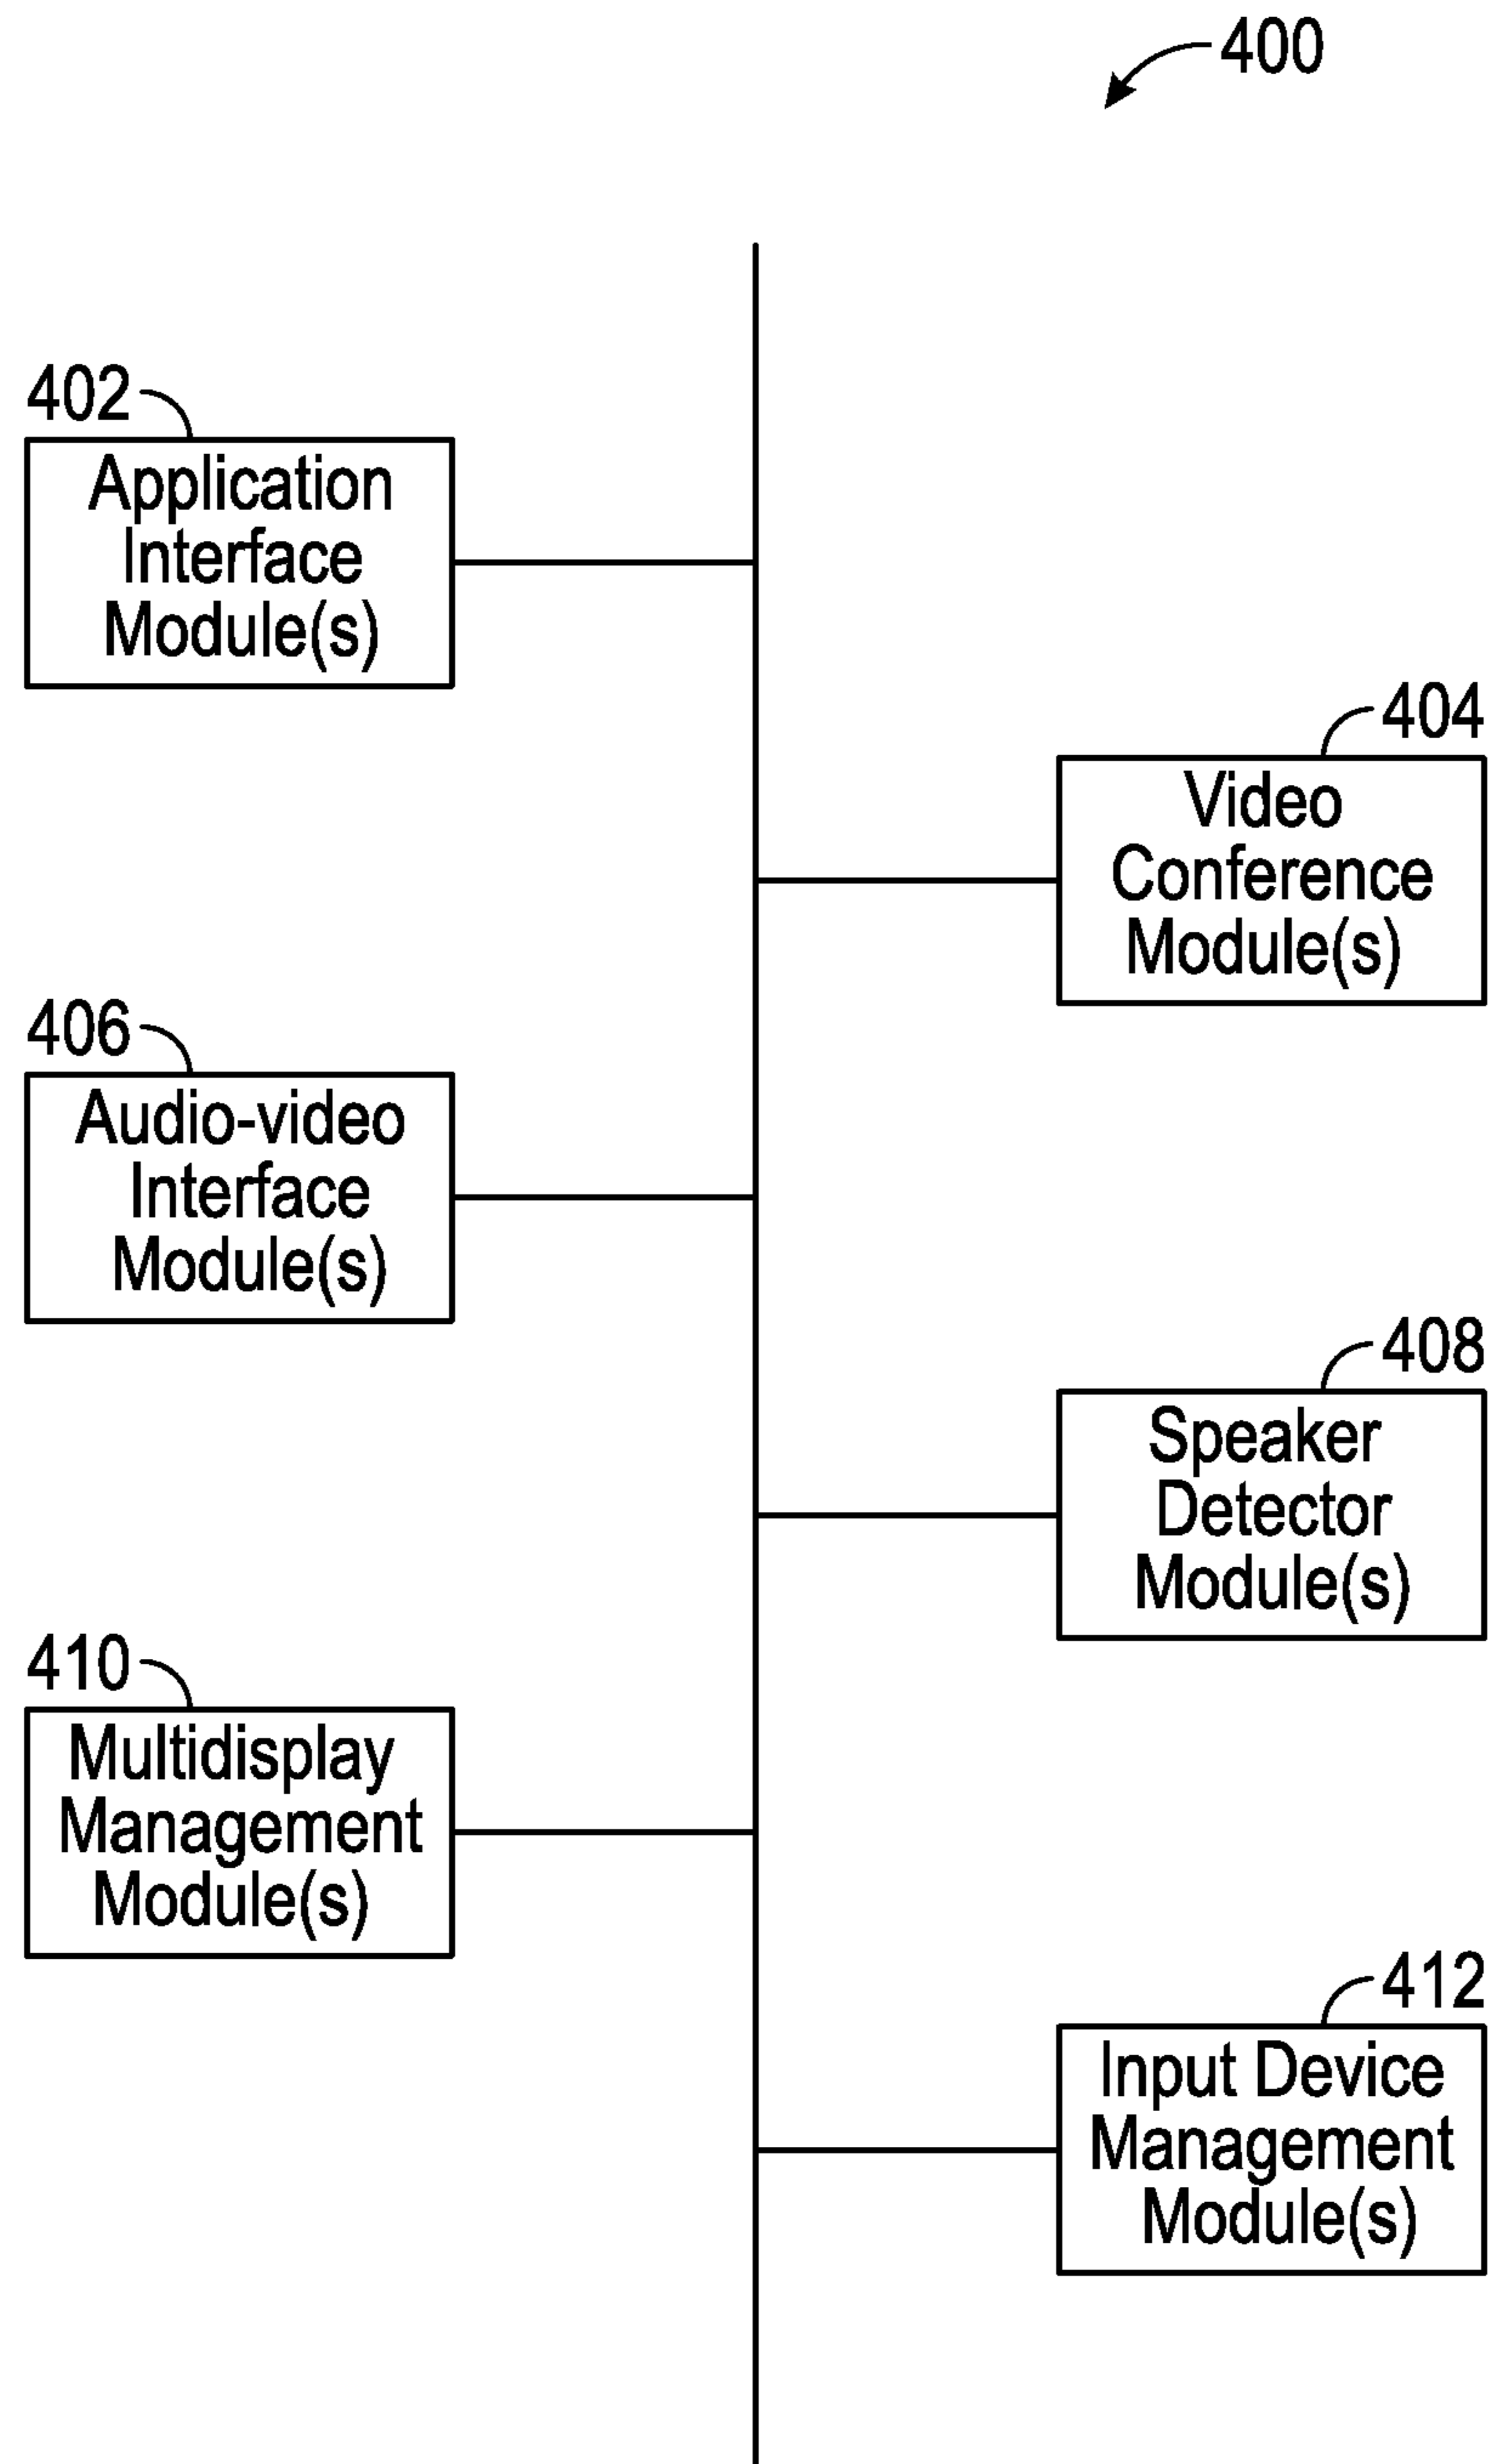 400
402
Application
Interface
Module(s)
404
Video
Conference
Module(s)
406
Audio-video
Interface
Module(s)
408
Speaker
Detector
Module(s)
410
Multidisplay
Management
Module(s)
412
Input Device
Management
Module(s)